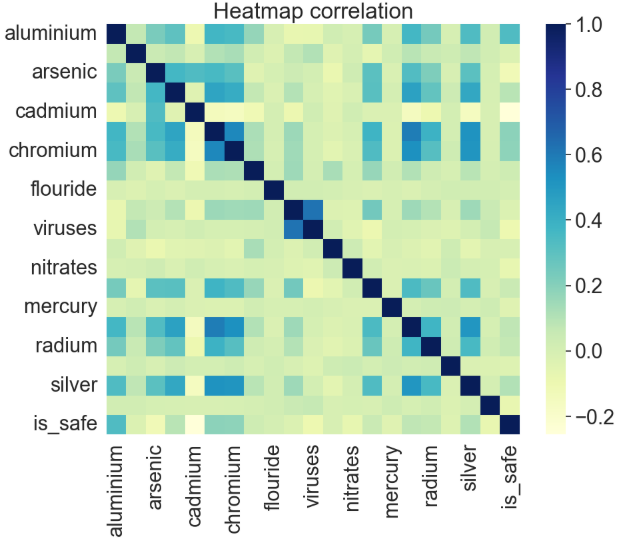 Heatmap correlation
aluminium
arsenic
cadmium
chromium
flouride
viruses
nitrates
mercury
radium
silver
is_safe
1.0
0.8
0.6
0.4
0.2
0.0
−0.2
aluminium
arsenic
cadmium
chromium
flouride
viruses
nitrates
mercury
radium
silver
is_safe